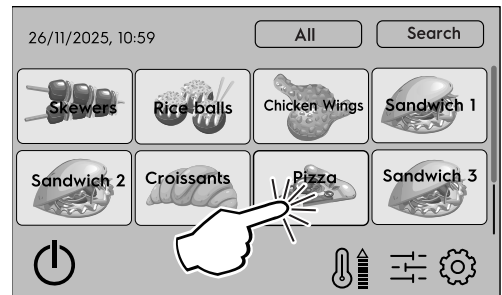 26/11/2025, 10:59 All Search
Skewers Rice balls Chicken Wings Sandwich 1
Sandwich 2 Croissants Pizza Sandwich 3